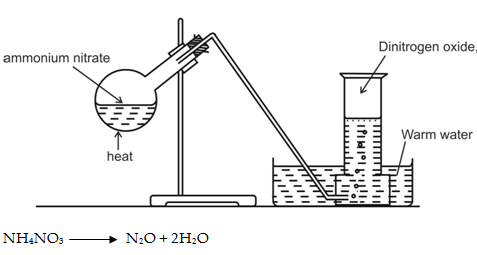 ammonium nitrate
Dinitrogen oxide,
Warm water
heat
NH₄NO₃ ⟶ N₂O + 2H₂O